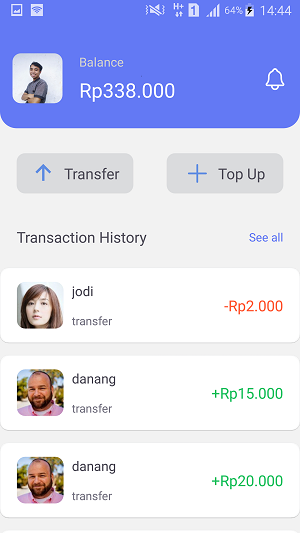 64% 14:44
Balance
Rp338.000
Transfer
Top Up
Transaction History
See all
jodi
transfer
-Rp2.000
danang
transfer
+Rp15.000
danang
transfer
+Rp20.000